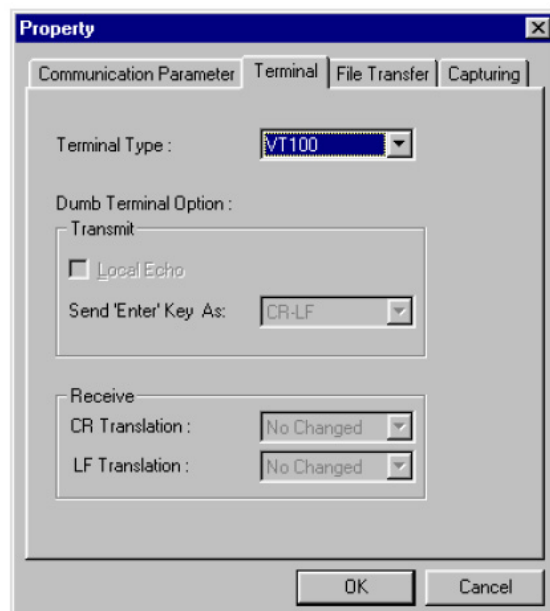 Property
Communication Parameter Terminal File Transfer Capturing
Terminal Type : VT100
Dumb Terminal Option :
Transmit
Local Echo
Send 'Enter' Key As: CR-LF
Receive
CR Translation : No Changed
LF Translation : No Changed
OK Cancel